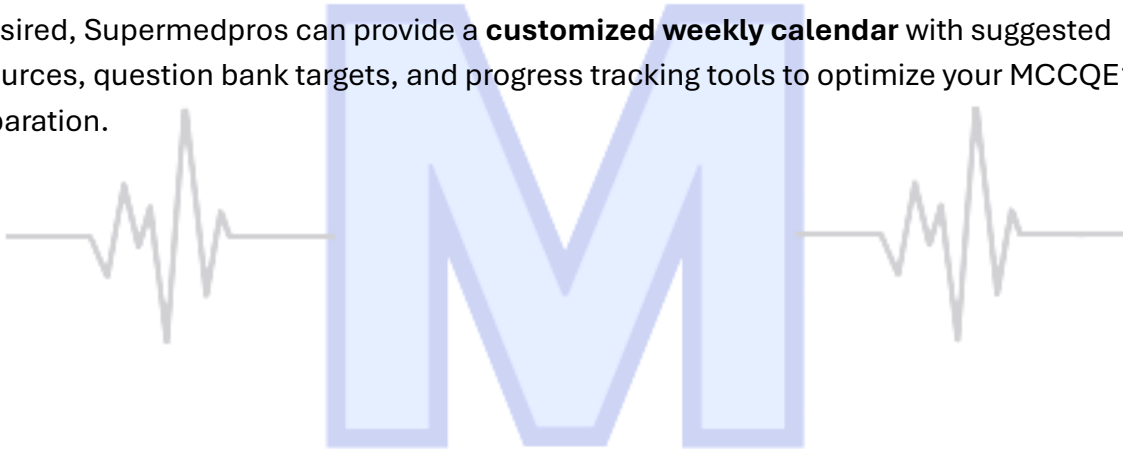 sired, Supermedpros can provide a customized weekly calendar with suggested
urces, question bank targets, and progress tracking tools to optimize your MCCQE
paration.
M